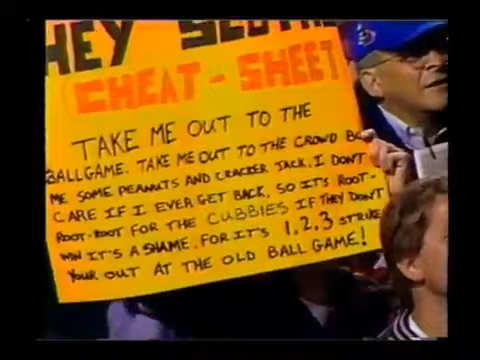 HEY
(CHEAT-SHEET
TAKE ME OUT TO THE
BALLGAME. TAKE ME OUT TO THE CROWD BU
ME SOME PEANUTS AND CRACKER JACK. I DON'T
CARE IF I EVER GET BACK, SO IT'S ROOT-
ROOT-ROOT FOR THE CUBBIES IF THEY DON'T
WIN IT'S A SHAME. FOR IT'S 1,2,3 STRIKE
YOUR OUT AT THE OLD BALL GAME!